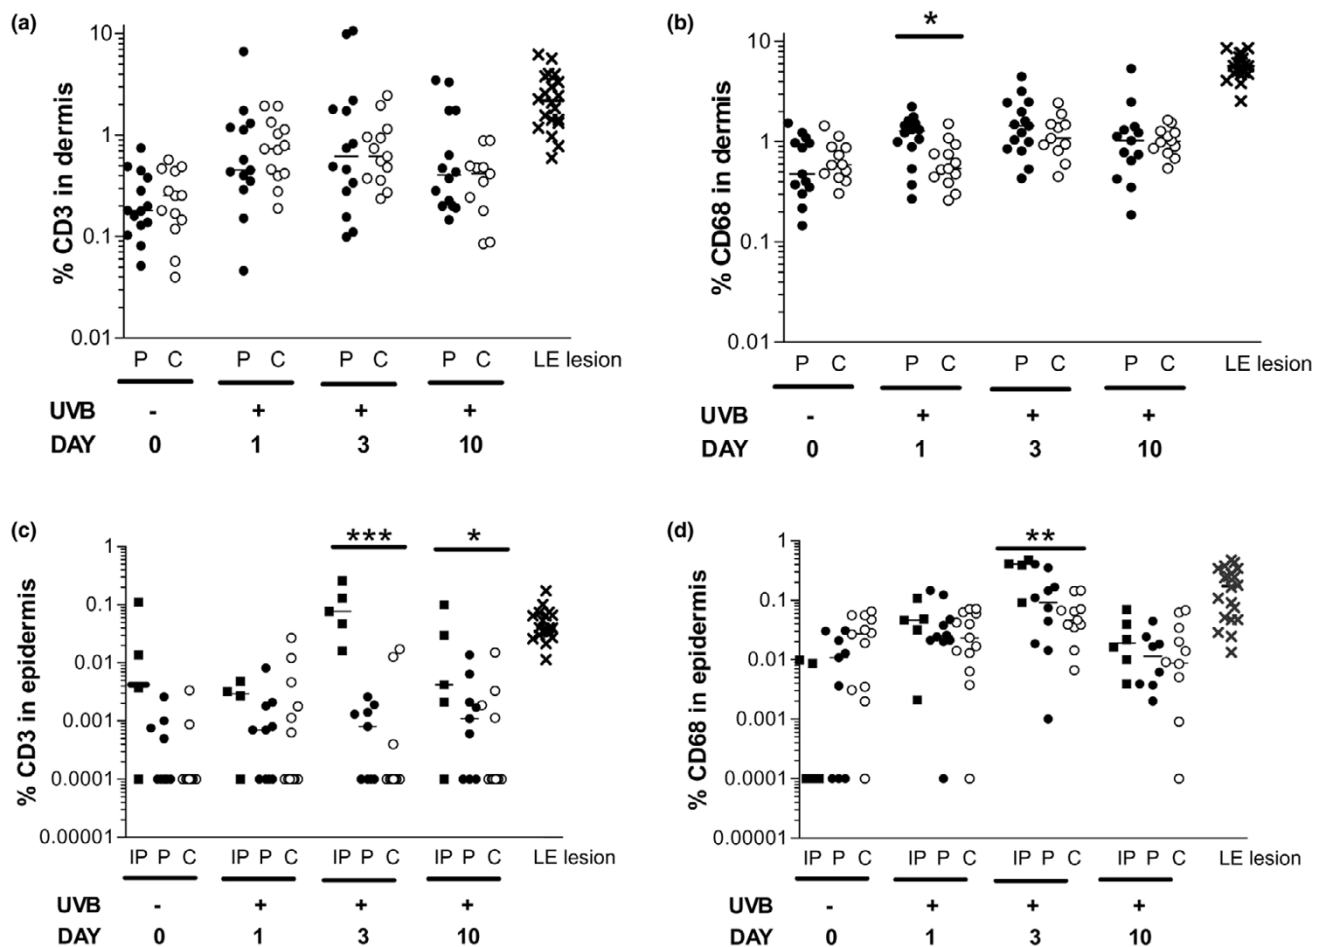 (a)
% CD3 in dermis
10
1
0.1
0.01
P C P C P C P C LE lesion
UVB - + + +
DAY 0 1 3 10
(b)
*
% CD68 in dermis
10
1
0.1
0.01
P C P C P C P C LE lesion
UVB - + + +
DAY 0 1 3 10
(c)
*** *
% CD3 in epidermis
1
0.1
0.01
0.001
0.0001
0.00001
IP P C IP P C IP P C IP P C LE lesion
UVB - + + +
DAY 0 1 3 10
(d)
**
% CD68 in epidermis
1
0.1
0.01
0.001
0.0001
0.00001
IP P C IP P C IP P C IP P C LE lesion
UVB - + + +
DAY 0 1 3 10